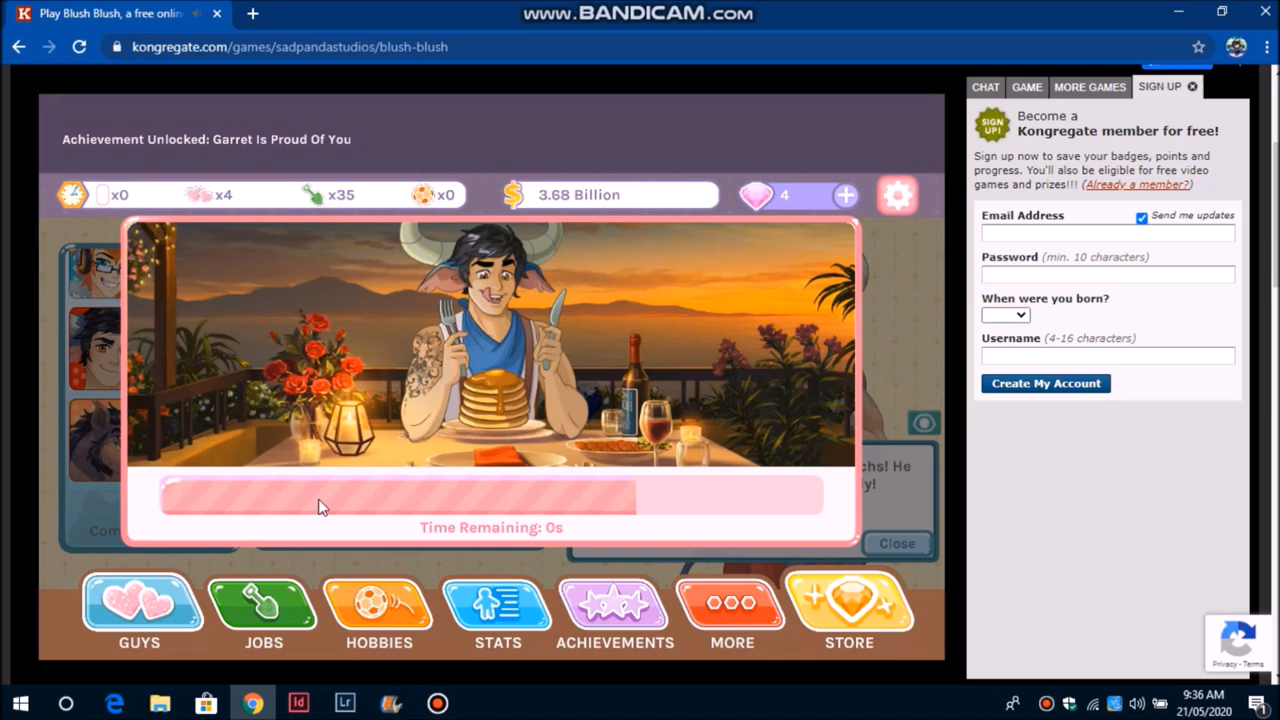 Play Blush Blush, a free onlin
www.BANDICAM.com
kongregate.com/games/sadpandastudios/blush-blush
CHAT GAME MORE GAMES SIGN UP
SIGN UP!
Become a
Kongregate member for free!
Sign up now to save your badges, points and
progress. You'll also be eligible for free video
games and prizes!!! (Already a member?)
Email Address
Send me updates
Password (min. 10 characters)
When were you born?
Username (4-16 characters)
Create My Account
Achievement Unlocked: Garret Is Proud Of You
x0 x4 x35 x0 3.68 Billion 4 +
chs! He
y!
Com
Close
Time Remaining: 0s
GUYS JOBS HOBBIES STATS ACHIEVEMENTS MORE STORE
Privacy - Terms
9:36 AM
21/05/2020